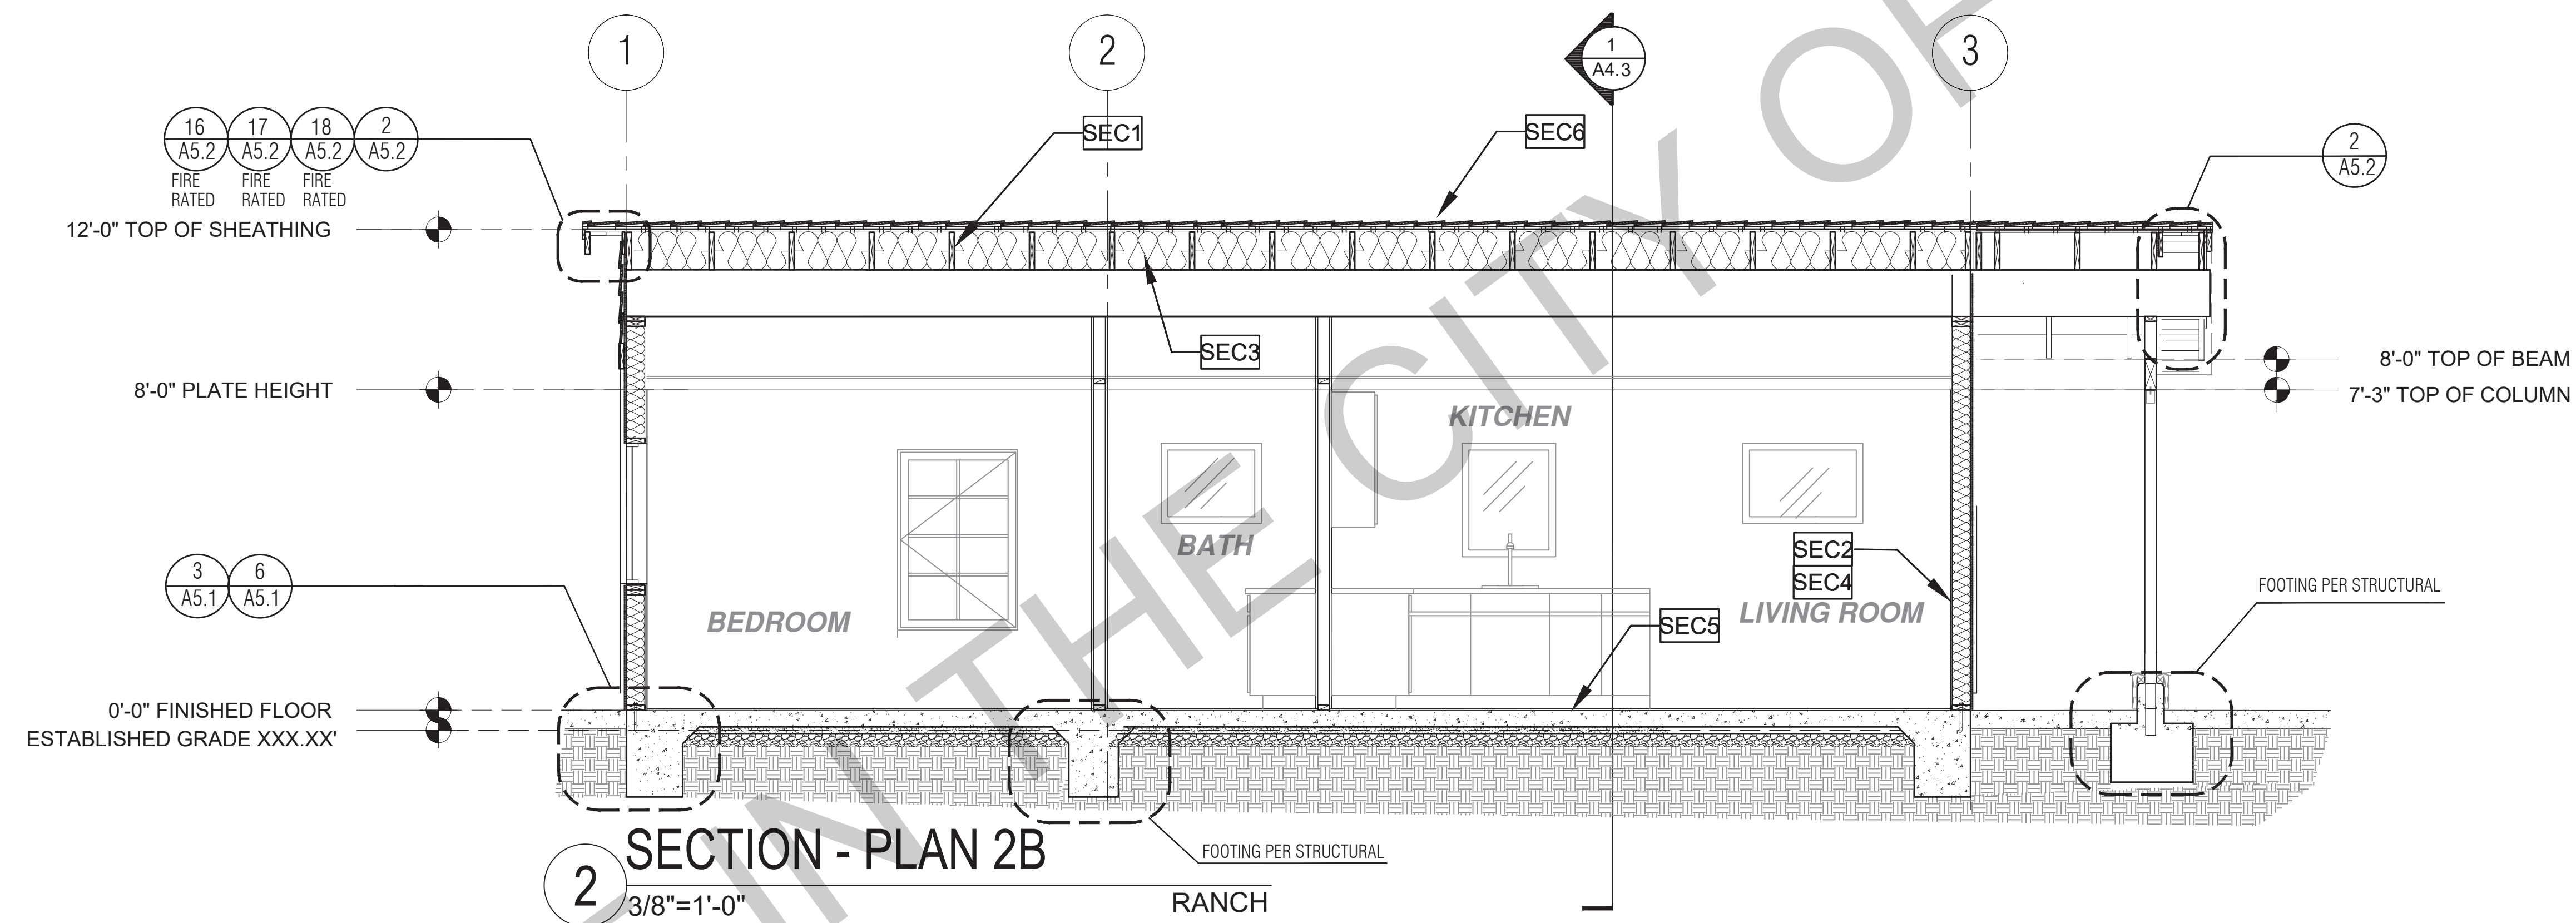 1
2
1
A4.3
3
16
A5.2
17
A5.2
18
A5.2
2
A5.2
FIRE
RATED
FIRE
RATED
FIRE
RATED
SEC1
SEC6
2
A5.2
12'-0" TOP OF SHEATHING
SEC3
8'-0" TOP OF BEAM
8'-0" PLATE HEIGHT
7'-3" TOP OF COLUMN
KITCHEN
BATH
SEC2
SEC4
3
A5.1
6
A5.1
FOOTING PER STRUCTURAL
BEDROOM
LIVING ROOM
SEC5
0'-0" FINISHED FLOOR
ESTABLISHED GRADE XXX.XX'
SECTION - PLAN 2B
FOOTING PER STRUCTURAL
2
3/8"=1'-0"
RANCH
IN THE CITY OF